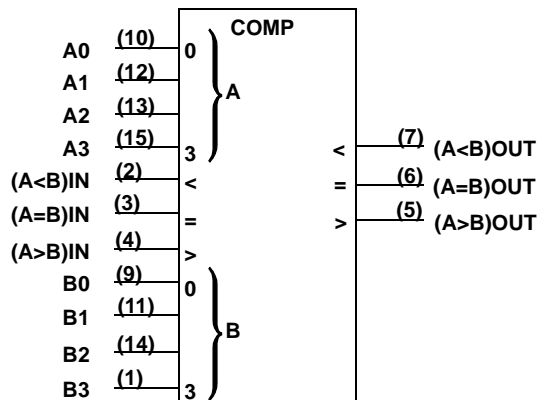 COMP
A0 (10) 0
A1 (12)
A2 (13) A
A3 (15) 3
(A<B)IN (2) <
(A=B)IN (3) =
(A>B)IN (4) >
B0 (9) 0
B1 (11)
B2 (14) B
B3 (1) 3
< (7) (A<B)OUT
= (6) (A=B)OUT
> (5) (A>B)OUT